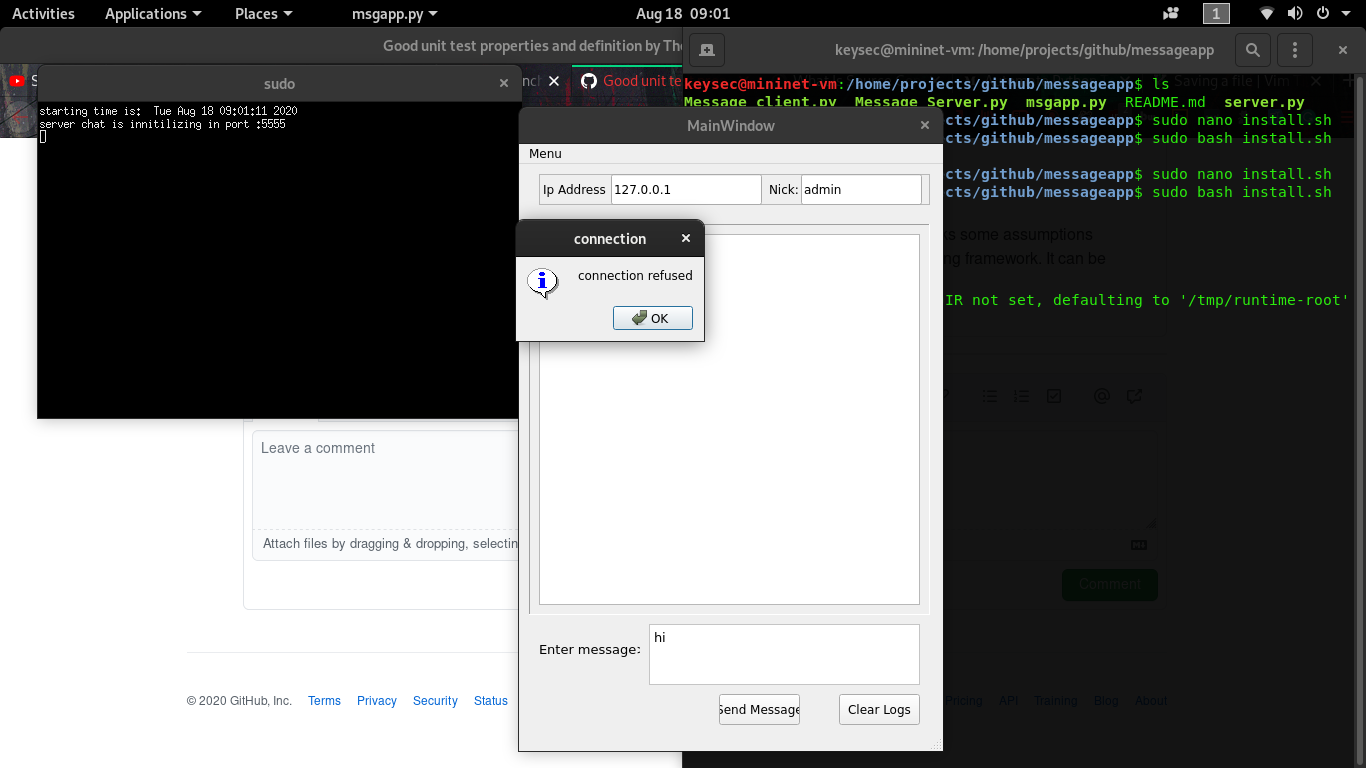 Activities Applications Places msgapp.py Aug 18 09:01 1
Good unit test properties and definition by The
keysec@mininet-vm: /home/projects/github/messageapp
S
nch
Good unit te
Saving a file | Vim
sudo
starting time is: Tue Aug 18 09:01:11 2020
server chat is innitilizing in port :5555
keysec@mininet-vm:/home/projects/github/messageapp$ ls
Message_client.py Message_Server.py msgapp.py README.md server.py
cts/github/messageapp$ sudo nano install.sh
cts/github/messageapp$ sudo bash install.sh
cts/github/messageapp$ sudo nano install.sh
cts/github/messageapp$ sudo bash install.sh
ks some assumptions
ng framework. It can be
IR not set, defaulting to '/tmp/runtime-root'
MainWindow
Menu
Ip Address 127.0.0.1 Nick: admin
connection
connection refused
OK
Enter message: hi
Send Message Clear Logs
Leave a comment
Attach files by dragging & dropping, selectin
Comment
© 2020 GitHub, Inc. Terms Privacy Security Status
Pricing API Training Blog About